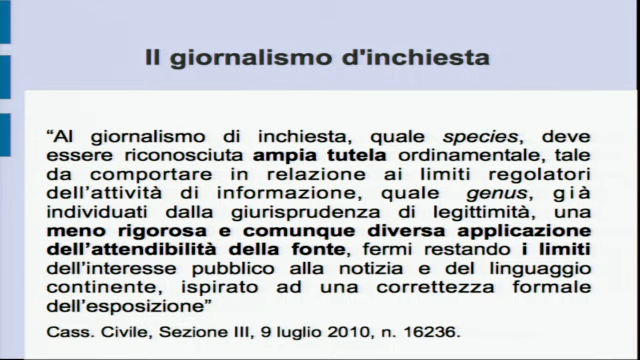 Il giornalismo d'inchiesta
“Al giornalismo di inchiesta, quale species, deve
essere riconosciuta ampia tutela ordinamentale, tale
da comportare in relazione ai limiti regolatori
dell’attività di informazione, quale genus, già
individuati dalla giurisprudenza di legittimità, una
meno rigorosa e comunque diversa applicazione
dell’attendibilità della fonte, fermi restando i limiti
dell’interesse pubblico alla notizia e del linguaggio
continente, ispirato ad una correttezza formale
dell’esposizione”
Cass. Civile, Sezione III, 9 luglio 2010, n. 16236.